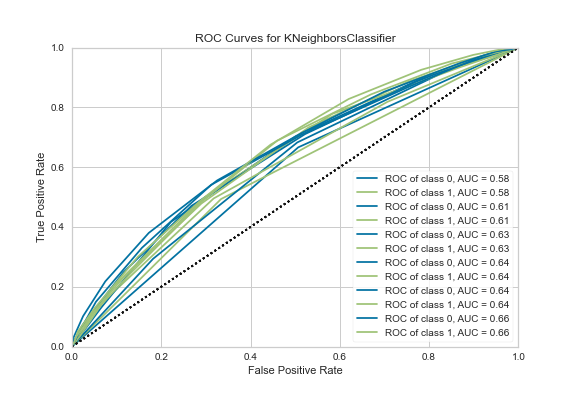 ROC Curves for KNeighborsClassifier
1.0
0.8
0.6
0.4
0.2
0.0
True Positive Rate
ROC of class 0, AUC = 0.58
ROC of class 1, AUC = 0.58
ROC of class 0, AUC = 0.61
ROC of class 1, AUC = 0.61
ROC of class 0, AUC = 0.63
ROC of class 1, AUC = 0.63
ROC of class 0, AUC = 0.64
ROC of class 1, AUC = 0.64
ROC of class 0, AUC = 0.64
ROC of class 1, AUC = 0.64
ROC of class 0, AUC = 0.66
ROC of class 1, AUC = 0.66
0.0 0.2 0.4 0.6 0.8 1.0
False Positive Rate